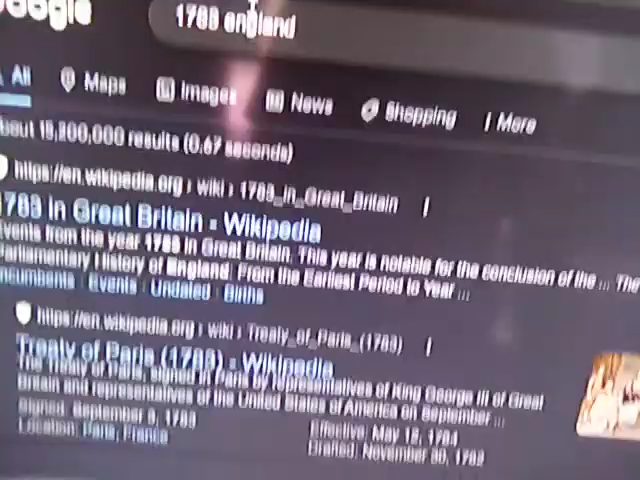 Google
1783 england
All Maps Images News Shopping More
About 15,200,000 results (0.67 seconds)
https://en.wikipedia.org › wiki › 1783_in_Great_Britain
1783 in Great Britain - Wikipedia
Events from the year 1783 in Great Britain. This year is notable for the conclusion of the ... The
Parliamentary History of England: From the Earliest Period to Year ...
Incumbents Events Undated Births
https://en.wikipedia.org › wiki › Treaty_of_Paris_(1783)
Treaty of Paris (1783) - Wikipedia
The Treaty of Paris, signed in Paris by representatives of King George III of Great
Britain and representatives of the United States of America on September ...
Signed: September 3, 1783 Effective: May 12, 1784
Location: Paris, France Drafted: November 30, 1782